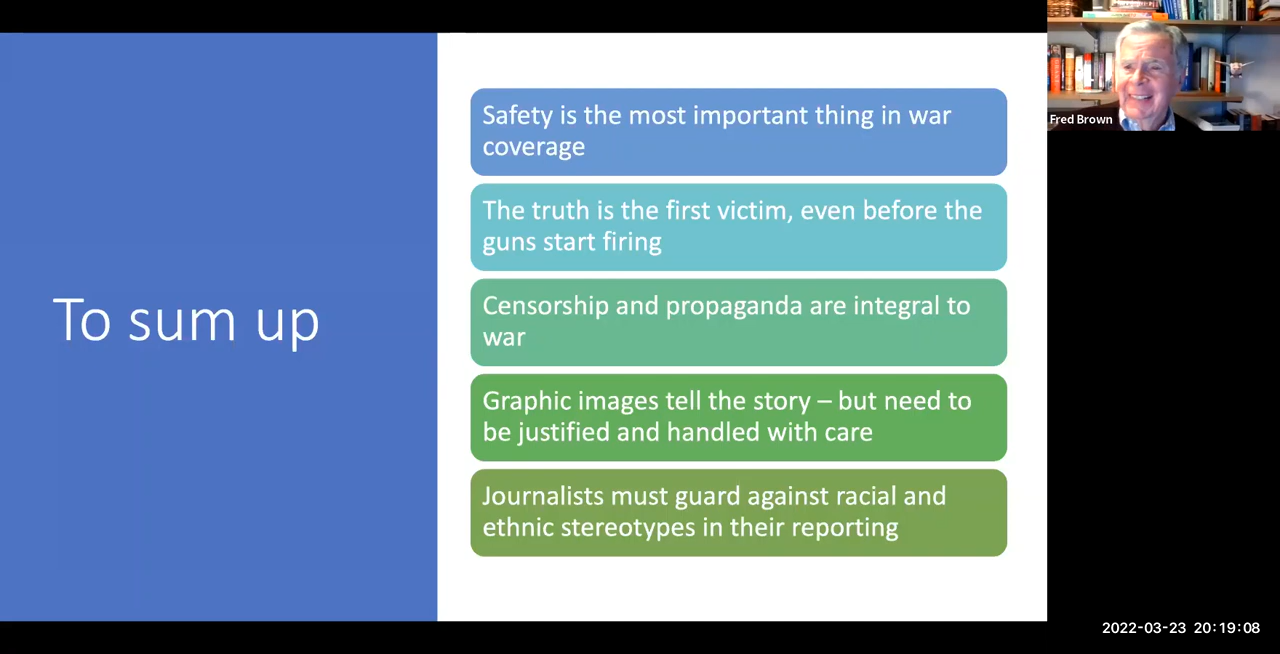 To sum up
Safety is the most important thing in war
coverage
The truth is the first victim, even before the
guns start firing
Censorship and propaganda are integral to
war
Graphic images tell the story – but need to
be justified and handled with care
Journalists must guard against racial and
ethnic stereotypes in their reporting
Fred Brown
2022-03-23 20:19:08